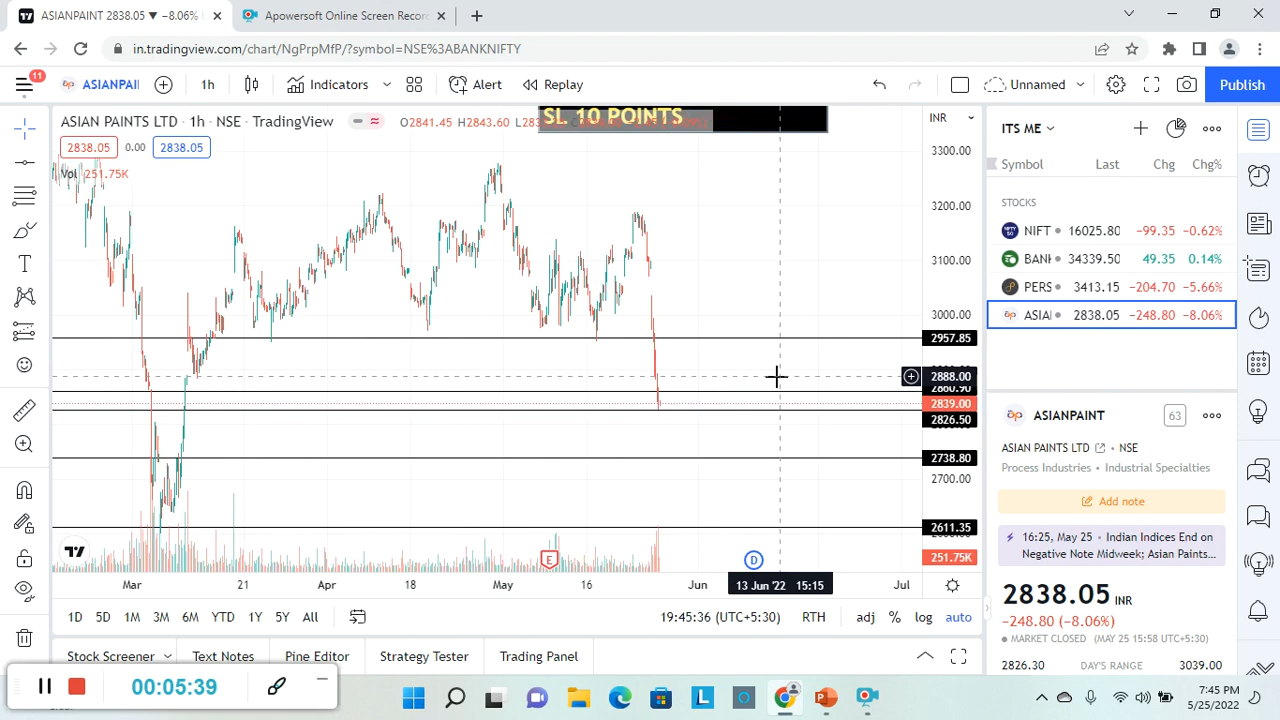 ASIANPAINT 2838.05 ▼ −8.06%
Apowersoft Online Screen Recor
in.tradingview.com/chart/NgPrpMfP/?symbol=NSE%3ABANKNIFTY
11
ASIANPAI
1h
Indicators
Alert
Replay
Unnamed
Publish
ASIAN PAINTS LTD · 1h · NSE · TradingView
O2841.45 H2843.60
SL 10 POINTS
2838.05 0.00 2838.05
Vol 251.75K
INR
3300.00
3200.00
3100.00
3000.00
2957.85
2888.00
2860.90
2839.00
2826.50
2738.80
2700.00
2611.35
251.75K
E
D
Mar 21 Apr 18 May 16 Jun 13 Jun '22 15:15 Jul
1D 5D 1M 3M 6M YTD 1Y 5Y All
19:45:36 (UTC+5:30) RTH adj % log auto
Stock Screener Text Notes Pine Editor Strategy Tester Trading Panel
ITS ME
Symbol Last Chg Chg%
STOCKS
NIFT 16025.80 −99.35 −0.62%
BANK 34339.50 49.35 0.14%
PERS 3413.15 −204.70 −5.66%
ASIA 2838.05 −248.80 −8.06%
ASIANPAINT 63
ASIAN PAINTS LTD • NSE
Process Industries • Industrial Specialties
Add note
16:25, May 25 • Indian Indices End on
Negative Note Midweek; Asian Paints...
2838.05 INR
−248.80 (−8.06%)
MARKET CLOSED (MAY 25 15:58 UTC+5:30)
2826.30 DAY'S RANGE 3039.00
00:05:39
7:45 PM
5/25/2022